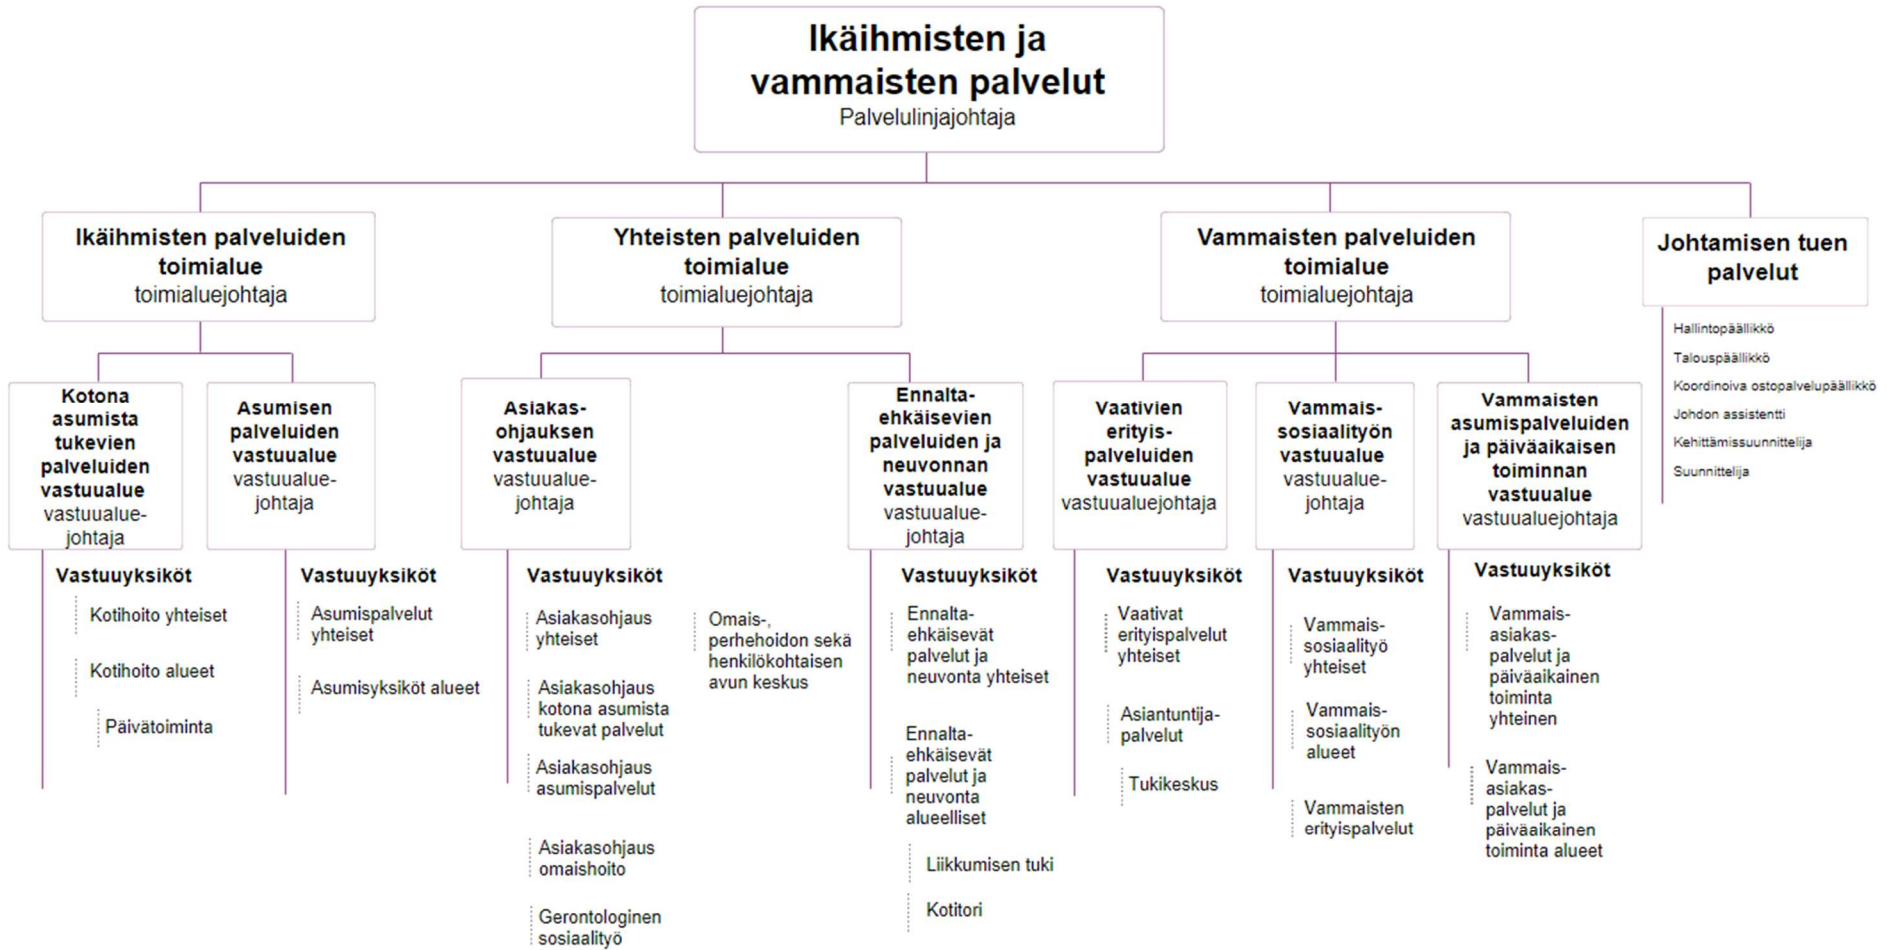 Ikäihmisten ja
vammaisten palvelut
Palvelulinjajohtaja
Ikäihmisten palveluiden
toimialue
toimialuejohtaja
Yhteisten palveluiden
toimialue
toimialuejohtaja
Vammaisten palveluiden
toimialue
toimialuejohtaja
Johtamisen tuen
palvelut
Hallintopäällikkö
Talouspäällikkö
Koordinoiva ostopalvelupäällikkö
Johdon assistentti
Kehittämissuunnittelija
Suunnittelija
Kotona
asumista
tukevien
palveluiden
vastuualue
vastuualue-
johtaja
Vastuuyksiköt
Kotihoito yhteiset
Kotihoito alueet
Päivätoiminta
Asumisen
palveluiden
vastuualue
vastuualue-
johtaja
Vastuuyksiköt
Asumispalvelut
yhteiset
Asumisyksiköt alueet
Asiakas-
ohjauksen
vastuualue
vastuualue-
johtaja
Vastuuyksiköt
Asiakasohjaus
yhteiset
Asiakasohjaus
kotona asumista
tukevat palvelut
Asiakasohjaus
asumispalvelut
Asiakasohjaus
omaishoito
Gerontologinen
sosiaalityö
Omais-,
perhehoidon sekä
henkilökohtaisen
avun keskus
Ennalta-
ehkäisevien
palveluiden ja
neuvonnan
vastuualue
vastuualue-
johtaja
Vastuuyksiköt
Ennalta-
ehkäisevät
palvelut ja
neuvonta yhteiset
Ennalta-
ehkäisevät
palvelut ja
neuvonta
alueelliset
Liikkumisen tuki
Kotitori
Vaativien
erityis-
palveluiden
vastuualue
vastuualuejohtaja
Vastuuyksiköt
Vaativat
erityispalvelut
yhteiset
Asiantuntija-
palvelut
Tukikeskus
Vammais-
sosiaalityön
vastuualue
vastuualue-
johtaja
Vastuuyksiköt
Vammais-
sosiaalityö
yhteiset
Vammais-
sosiaalityön
alueet
Vammaisten
erityispalvelut
Vammaisten
asumispalveluiden
ja päiväaikaisen
toiminnan
vastuualue
vastuualuejohtaja
Vastuuyksiköt
Vammais-
asiakas-
palvelut ja
päiväaikainen
toiminta
yhteinen
Vammais-
asiakas-
palvelut ja
päiväaikainen
toiminta alueet